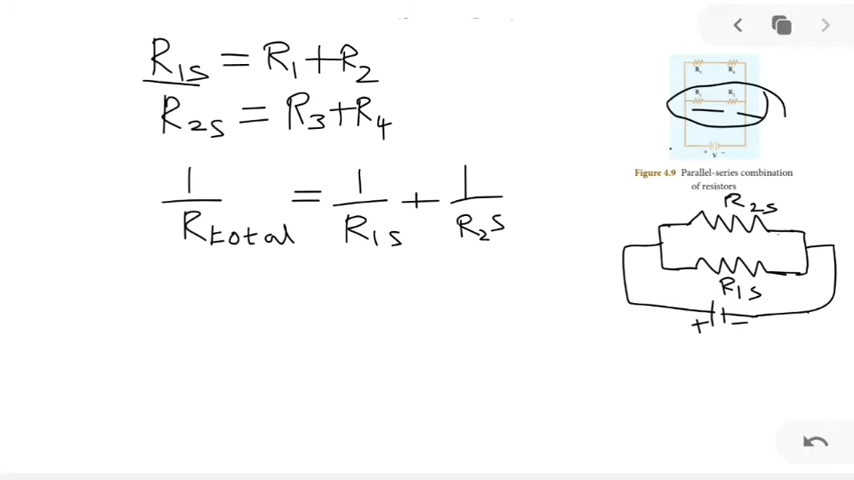 R1S = R1 + R2
R2S = R3 + R4
1/Rtotal = 1/R1S + 1/R2S
V
Figure 4.9 Parallel-series combination
of resistors
R2S
R1S
+ −